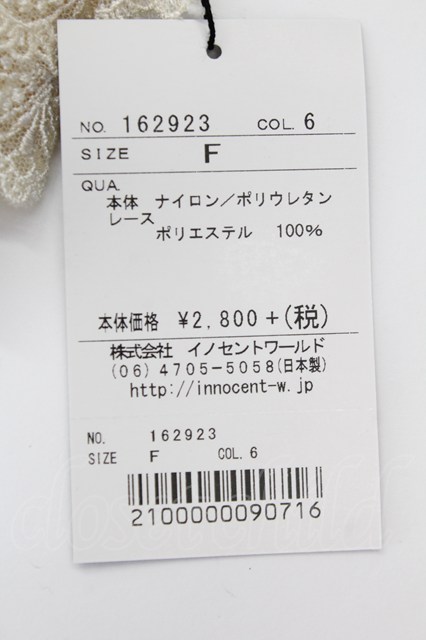 NO. 162923 COL. 6
SIZE F
QUA.
本体 ナイロン／ポリウレタン
レース
ポリエステル 100%
本体価格 ¥2,800+(税)
株式会社 イノセントワールド
(06) 4705-5058(日本製)
http://innocent-w.jp
NO. 162923
SIZE F COL. 6
2100000090716